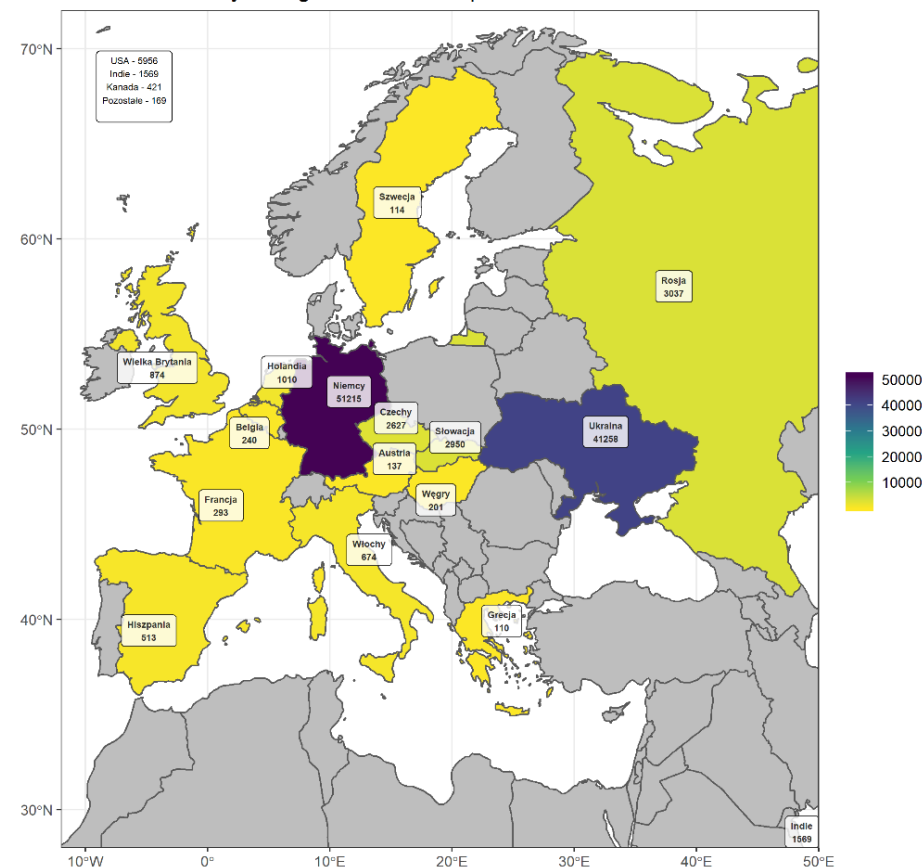 70°N
USA - 5956
Indie - 1569
Kanada - 421
Pozostałe - 169
Szwecja
114
60°N
Rosja
3037
Wielka Brytania
874
Holandia
1010
Niemcy
51215
50000
40000
30000
20000
10000
Czechy
2627
Belgia
240
Słowacja
2950
Ukraina
41258
50°N
Austria
137
Francja
293
Węgry
201
Włochy
674
Hiszpania
513
Grecja
110
40°N
30°N
Indie
1569
10°W
0°
10°E
20°E
30°E
40°E
50°E